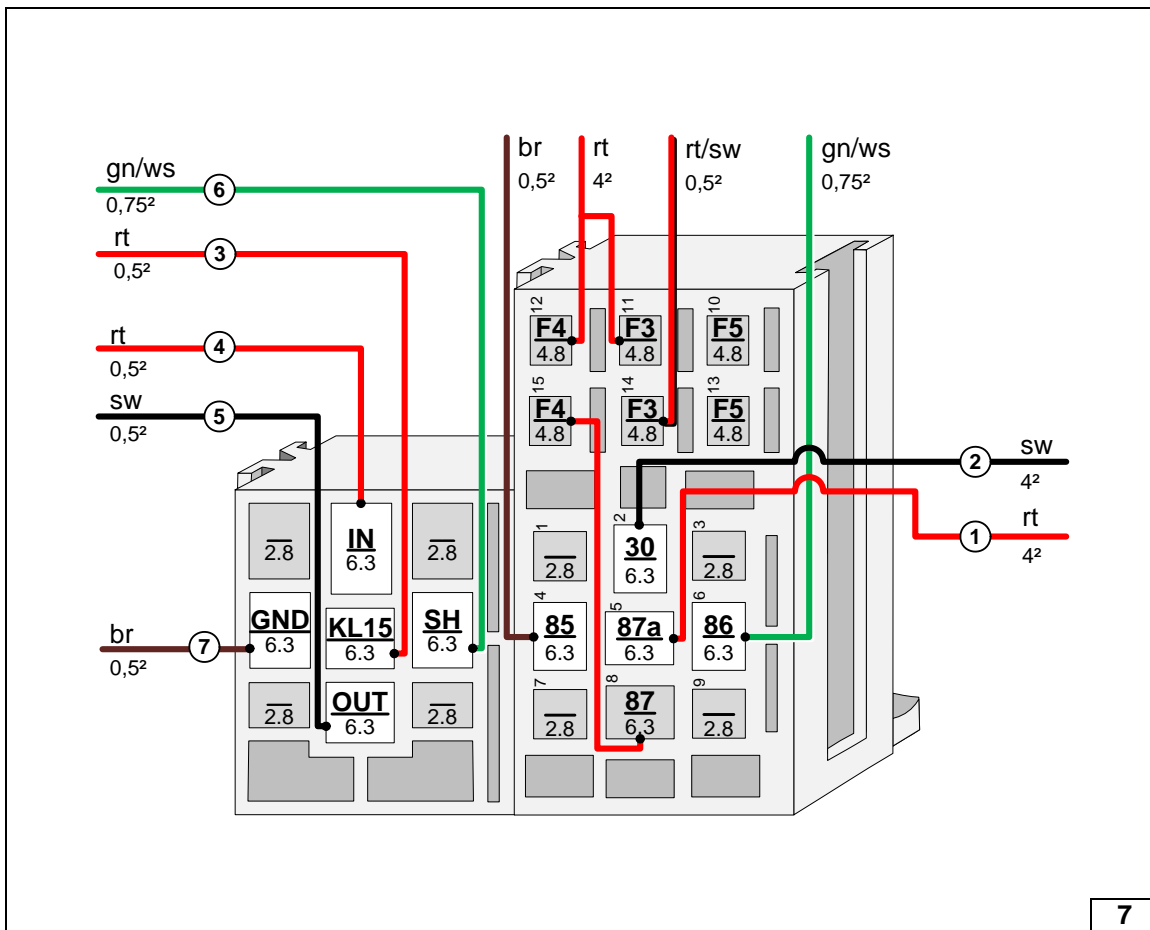 br
0,5²
rt
4²
rt/sw
0,5²
gn/ws
0,75²
gn/ws
0,75²
6
rt
0,5²
3
rt
0,5²
4
sw
0,5²
5
br
0,5²
7
12
F4
4.8
11
F3
4.8
10
F5
4.8
15
F4
4.8
14
F3
4.8
13
F5
4.8
2
sw
4²
1
rt
4²
2.8
IN
6.3
2.8
GND
6.3
KL15
6.3
SH
6.3
2.8
OUT
6.3
2.8
1
2.8
2
30
6.3
3
2.8
4
85
6.3
5
87a
6.3
6
86
6.3
7
2.8
8
87
6.3
9
2.8
7